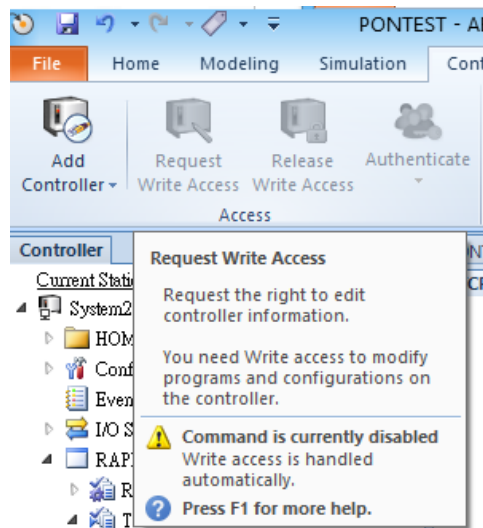 PONTEST - A
File Home Modeling Simulation Cont
Add Controller
Request Write Access
Release Write Access
Authenticate
Access
Controller
Request Write Access
Current Stati
System2
Request the right to edit
controller information.
HOM
You need Write access to modify
programs and configurations on
the controller.
Conf
Even
I/O S
Command is currently disabled
Write access is handled
automatically.
RAP
R
Press F1 for more help.
T